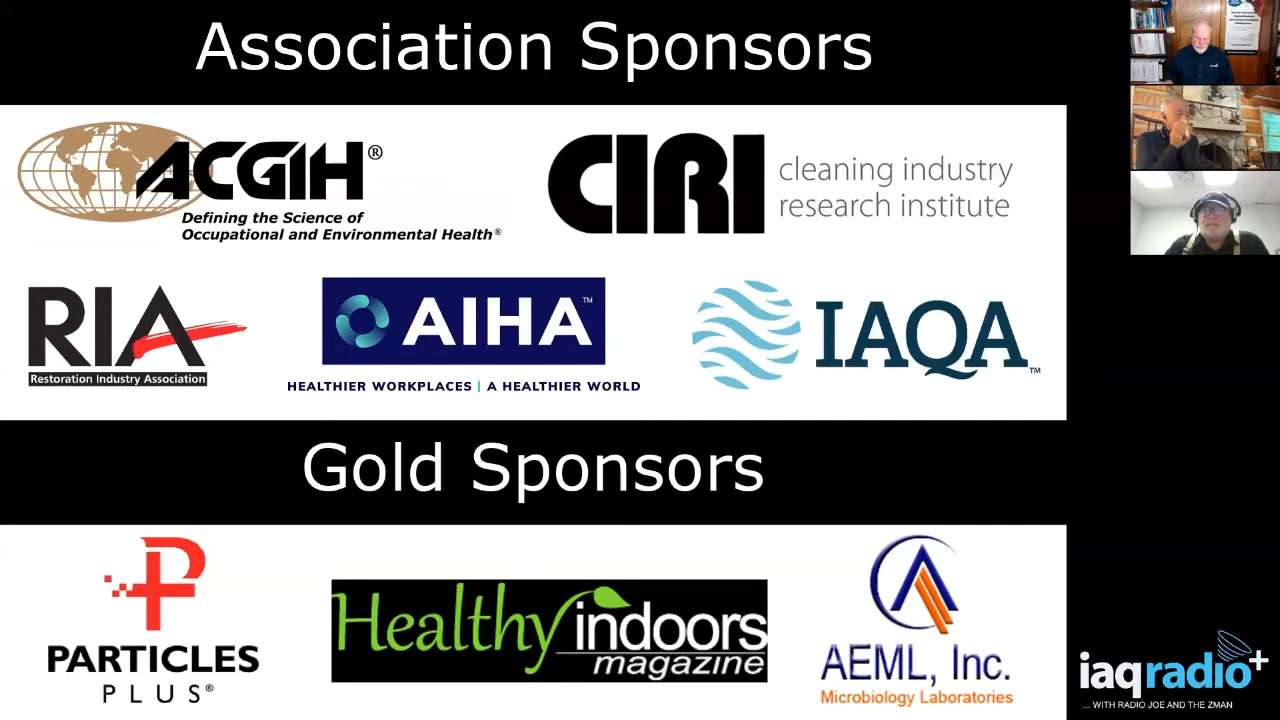 Association Sponsors
ACGIH®
Defining the Science of
Occupational and Environmental Health®
CIRI
cleaning industry
research institute
RIA
Restoration Industry Association
AIHA™
HEALTHIER WORKPLACES | A HEALTHIER WORLD
IAQA™
Gold Sponsors
P
PARTICLES
PLUS®
Healthy indoors
magazine
AEML, Inc.
Microbiology Laboratories
iaqradio+
... WITH RADIO JOE AND THE ZMAN